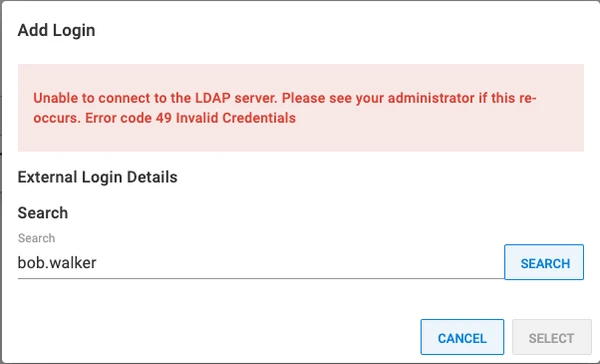 Add Login
Unable to connect to the LDAP server. Please see your administrator if this re-
occurs. Error code 49 Invalid Credentials
External Login Details
Search
Search
bob.walker
SEARCH
CANCEL
SELECT